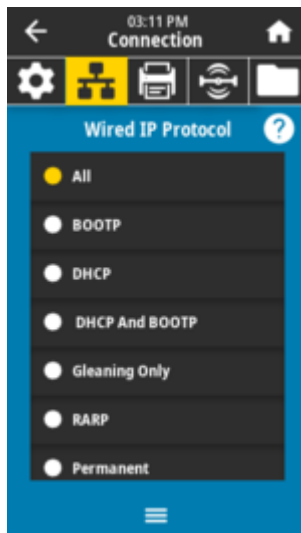 03:11 PM
Connection
Wired IP Protocol ?
All
BOOTP
DHCP
DHCP And BOOTP
Gleaning Only
RARP
Permanent